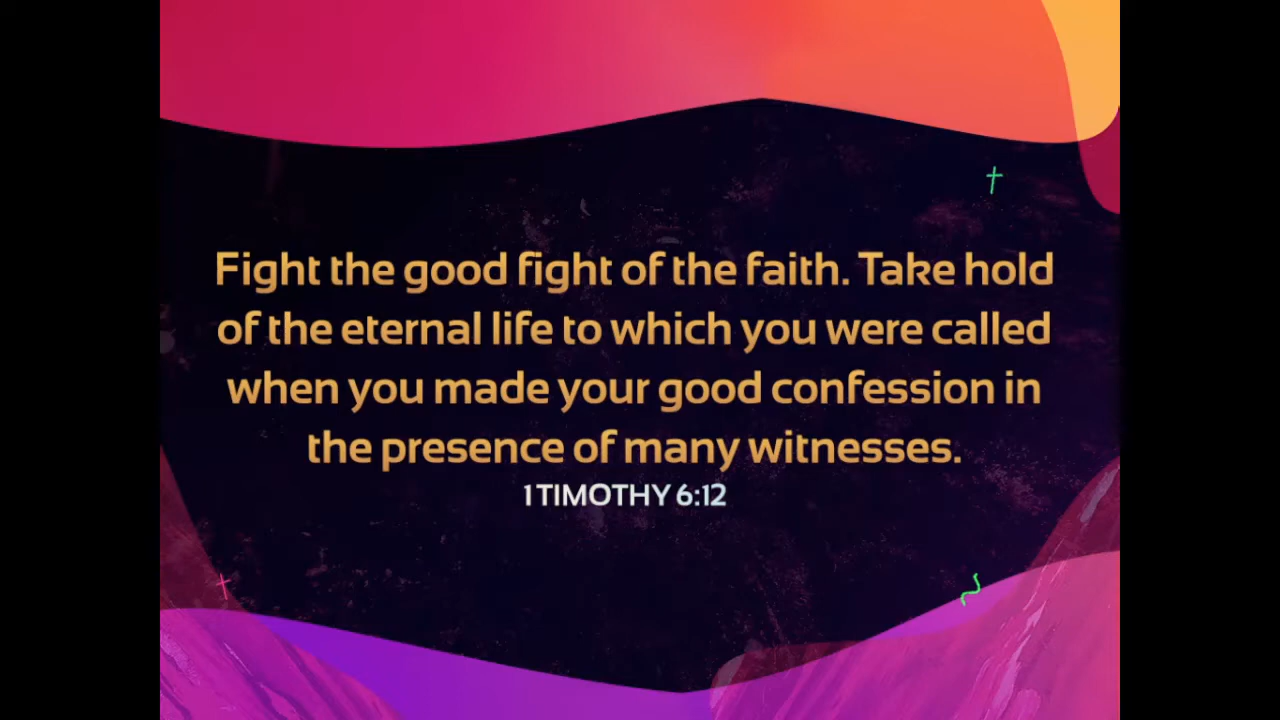 Fight the good fight of the faith. Take hold
of the eternal life to which you were called
when you made your good confession in
the presence of many witnesses.
1 TIMOTHY 6:12